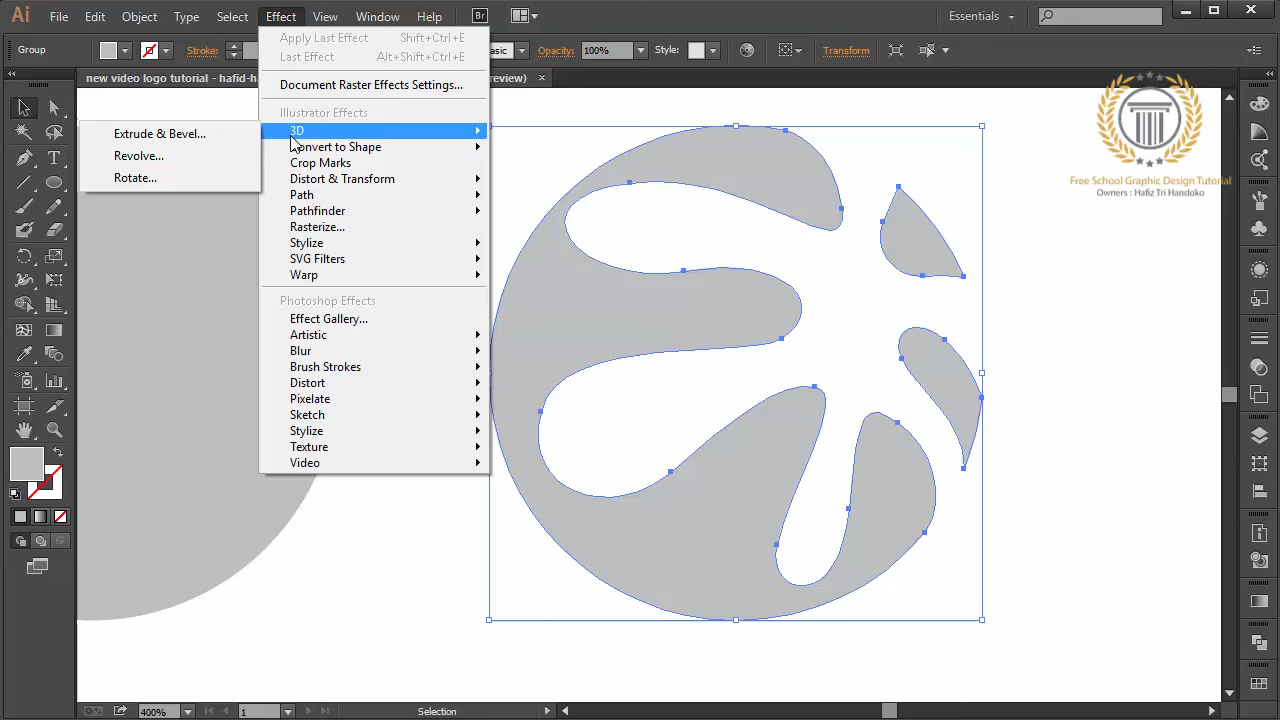 Ai File Edit Object Type Select Effect View Window Help Br Essentials
Group Stroke: asic Opacity: 100% Style: Transform
new video logo tutorial - hafid-h review) ×
Apply Last Effect Shift+Ctrl+E
Last Effect Alt+Shift+Ctrl+E
Document Raster Effects Settings...
Illustrator Effects
3D
Convert to Shape
Crop Marks
Distort & Transform
Path
Pathfinder
Rasterize...
Stylize
SVG Filters
Warp
Photoshop Effects
Effect Gallery...
Artistic
Blur
Brush Strokes
Distort
Pixelate
Sketch
Stylize
Texture
Video
Extrude & Bevel...
Revolve...
Rotate...
Free School Graphic Design Tutorial
Owners : Hafiz Tri Handoko
400% 1 Selection